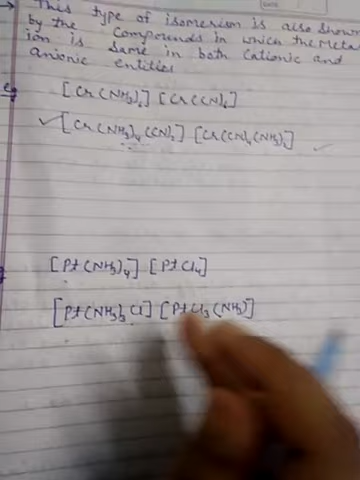 → This type of isomerism is also shown
by the compounds in which the metal
ion is same in both cationic and
anionic entities
eg [Cr(NH₃)₆] [Cr(CN)₆]
✓[Cr(NH₃)₄(CN)₂] [Cr(CN)₄(NH₃)₂] ✓
[Pt(NH₃)₄] [PtCl₄]
[Pt(NH₃)₃Cl] [PtCl₃(NH₃)]